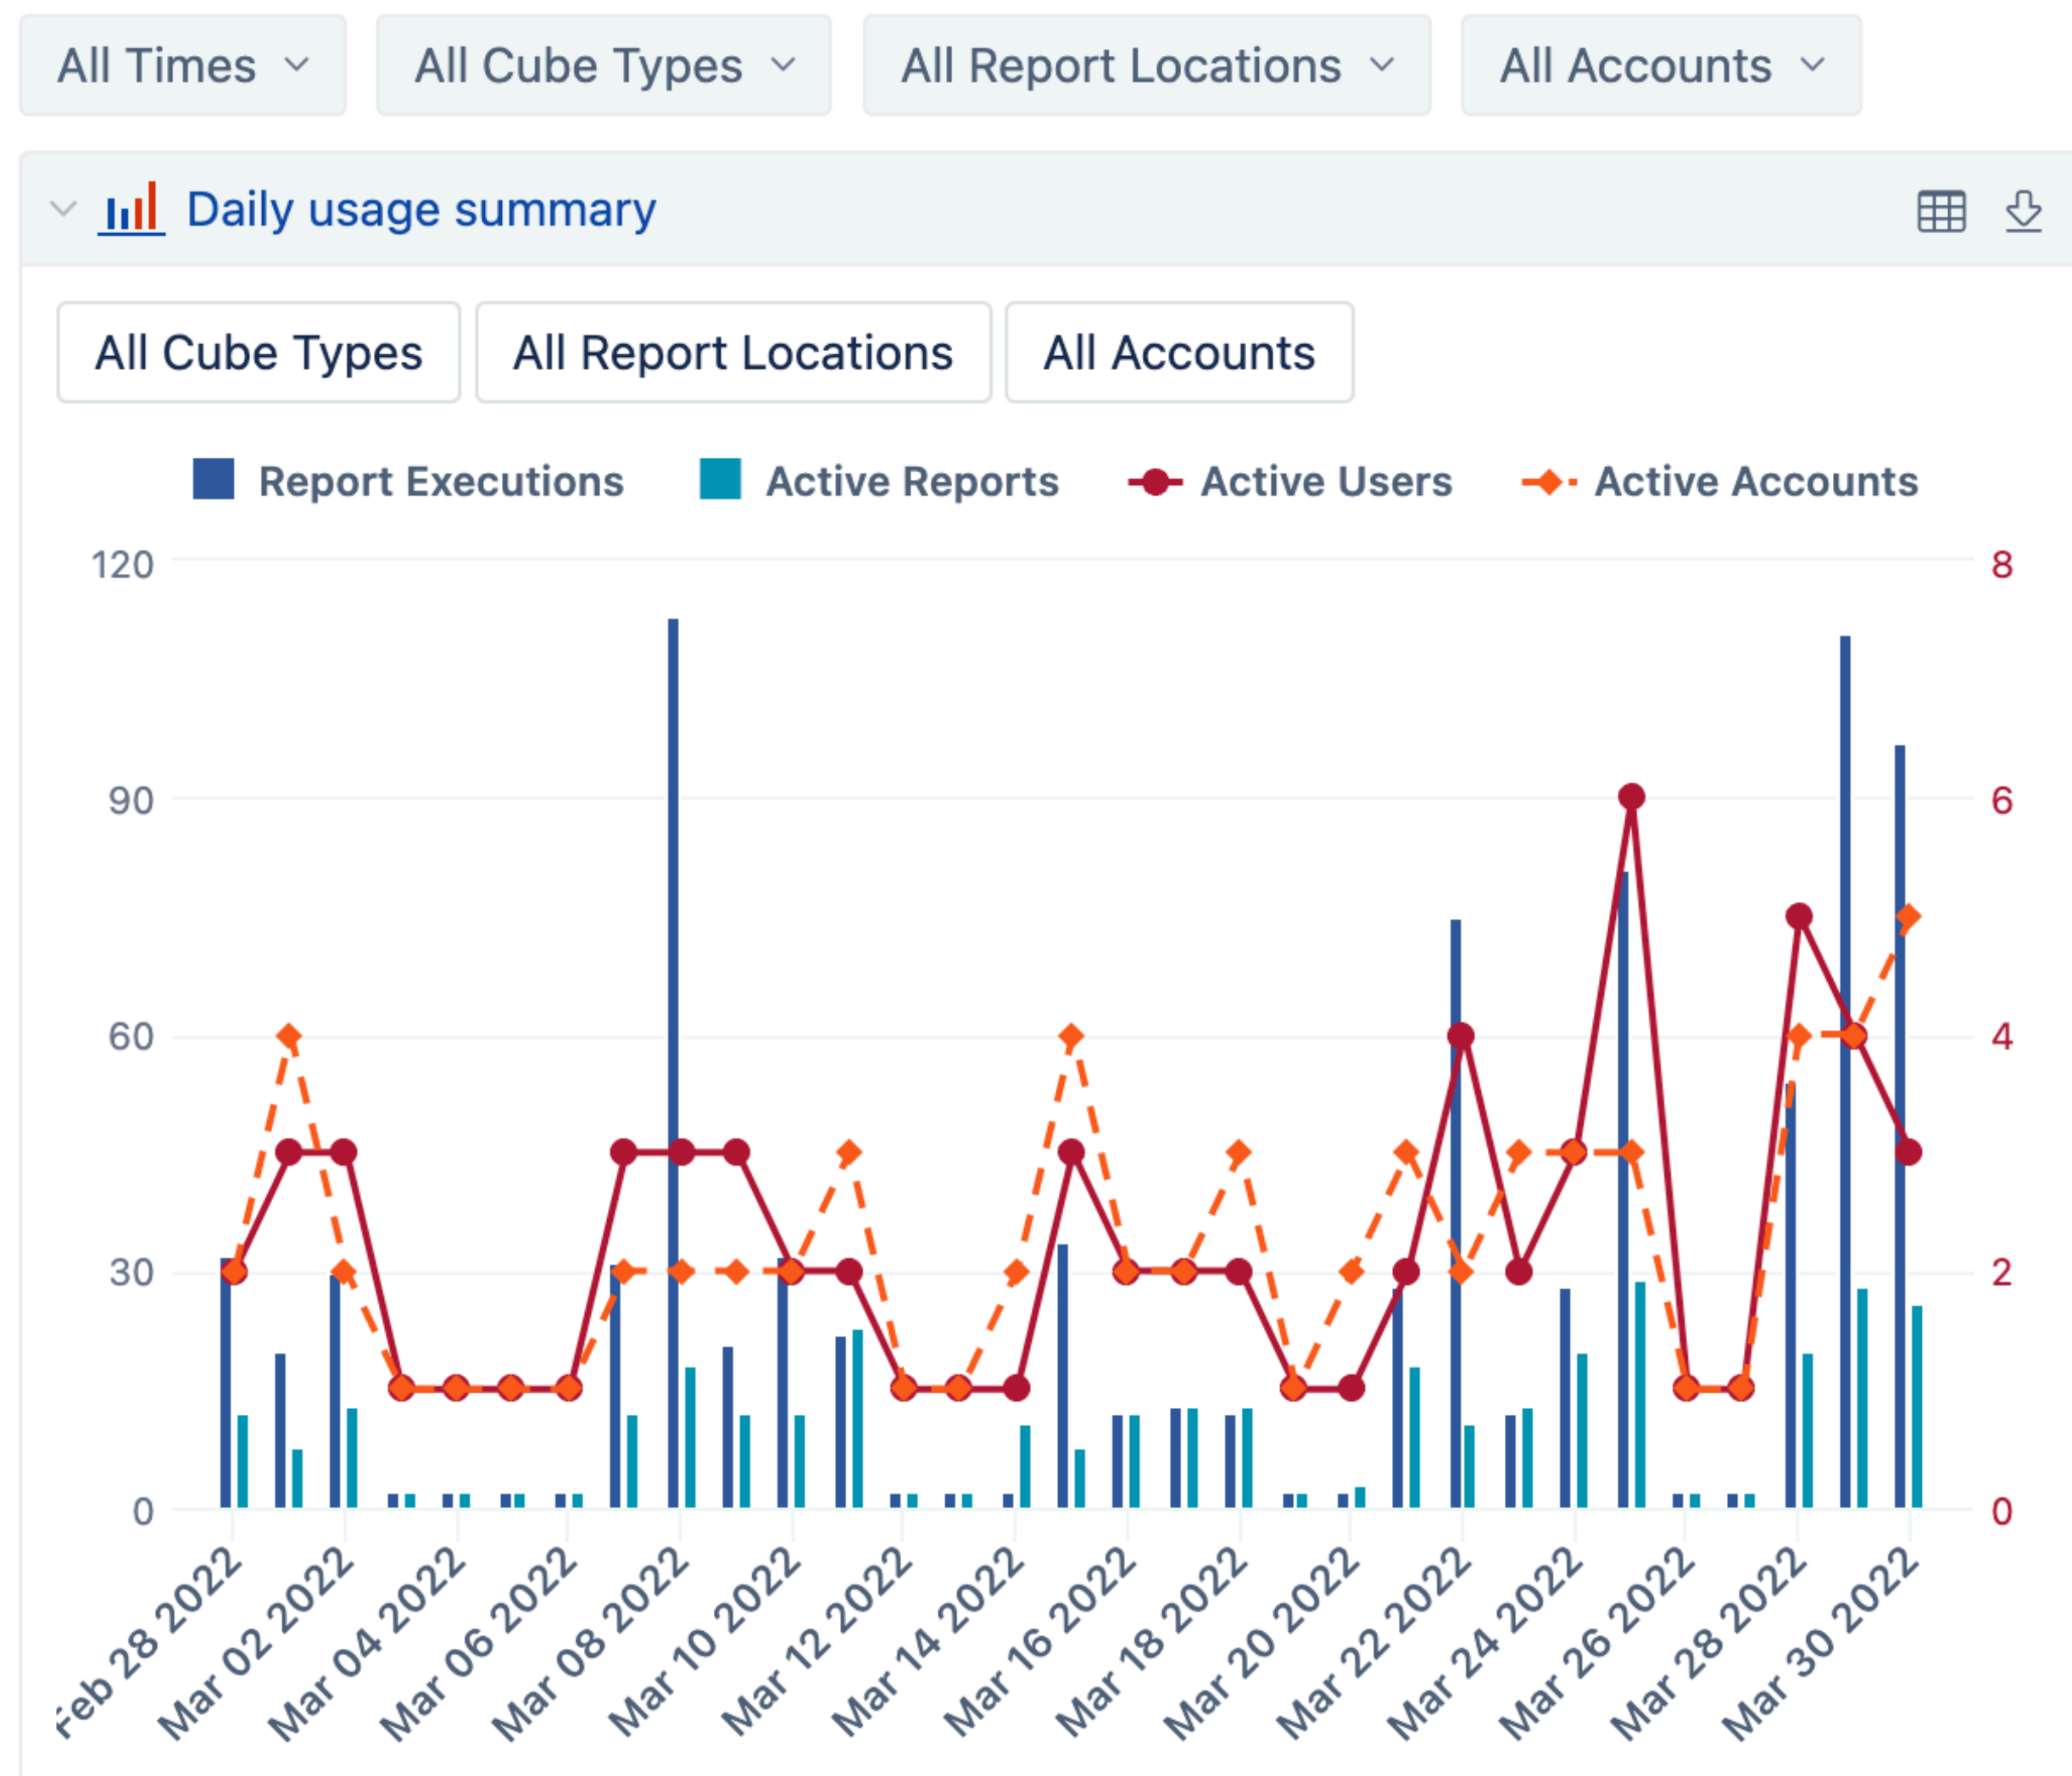 All Times All Cube Types All Report Locations All Accounts
Daily usage summary
All Cube Types All Report Locations All Accounts
Report Executions Active Reports Active Users Active Accounts
120 8
90 6
60 4
30 2
0 0
Feb 28 2022 Mar 02 2022 Mar 04 2022 Mar 06 2022 Mar 08 2022 Mar 10 2022 Mar 12 2022 Mar 14 2022 Mar 16 2022 Mar 18 2022 Mar 20 2022 Mar 22 2022 Mar 24 2022 Mar 26 2022 Mar 28 2022 Mar 30 2022